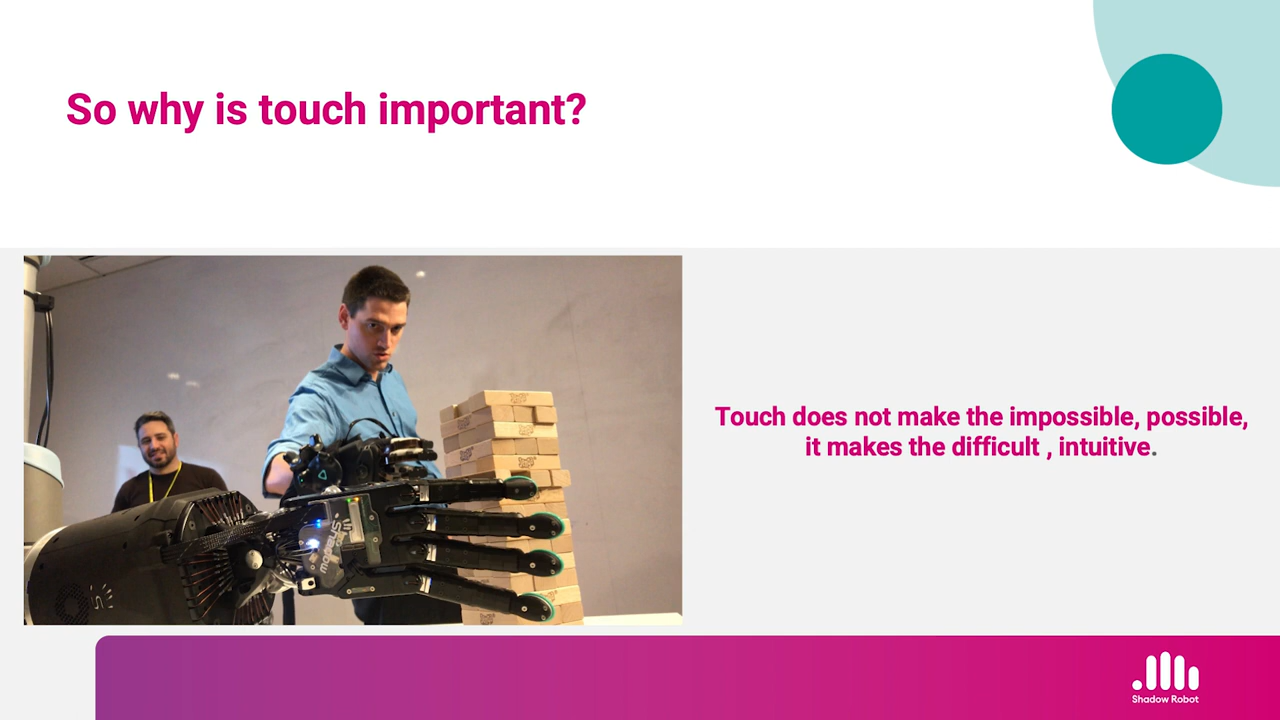 So why is touch important?
Touch does not make the impossible, possible,
it makes the difficult , intuitive.
Shadow
Shadow Robot